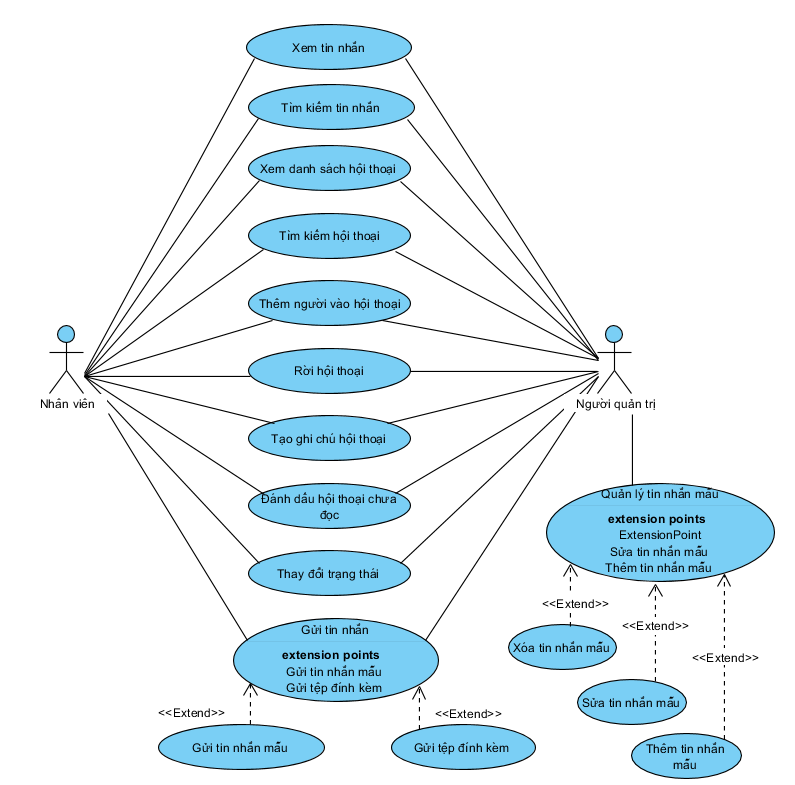 Xem tin nhắn
Tìm kiếm tin nhắn
Xem danh sách hội thoại
Tìm kiếm hội thoại
Thêm người vào hội thoại
Rời hội thoại
Nhân viên
Người quản trị
Tạo ghi chú hội thoại
Đánh dấu hội thoại chưa
đọc
Thay đổi trạng thái
Quản lý tin nhắn mẫu
extension points
ExtensionPoint
Sửa tin nhắn mẫu
Thêm tin nhắn mẫu
Gửi tin nhắn
extension points
Gửi tin nhắn mẫu
Gửi tệp đính kèm
<<Extend>>
<<Extend>>
<<Extend>>
Xóa tin nhắn mẫu
Sửa tin nhắn mẫu
Thêm tin nhắn
mẫu
<<Extend>>
<<Extend>>
Gửi tin nhắn mẫu
Gửi tệp đính kèm